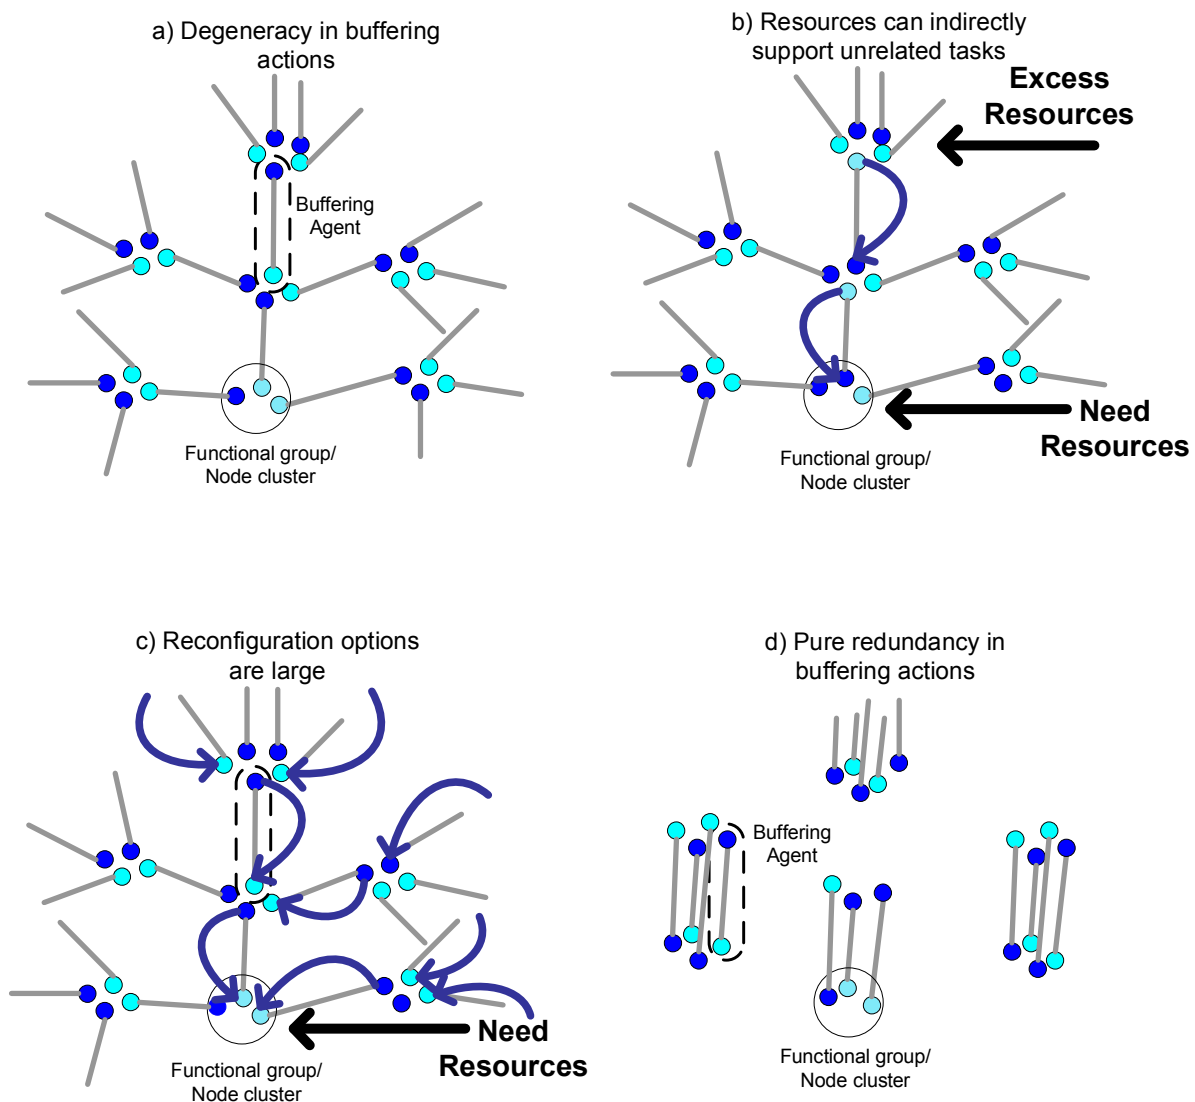 a) Degeneracy in buffering
actions
Buffering
Agent
Functional group/
Node cluster
b) Resources can indirectly
support unrelated tasks
Excess
Resources
Need
Resources
Functional group/
Node cluster
c) Reconfiguration options
are large
Need
Resources
Functional group/
Node cluster
d) Pure redundancy in
buffering actions
Buffering
Agent
Functional group/
Node cluster